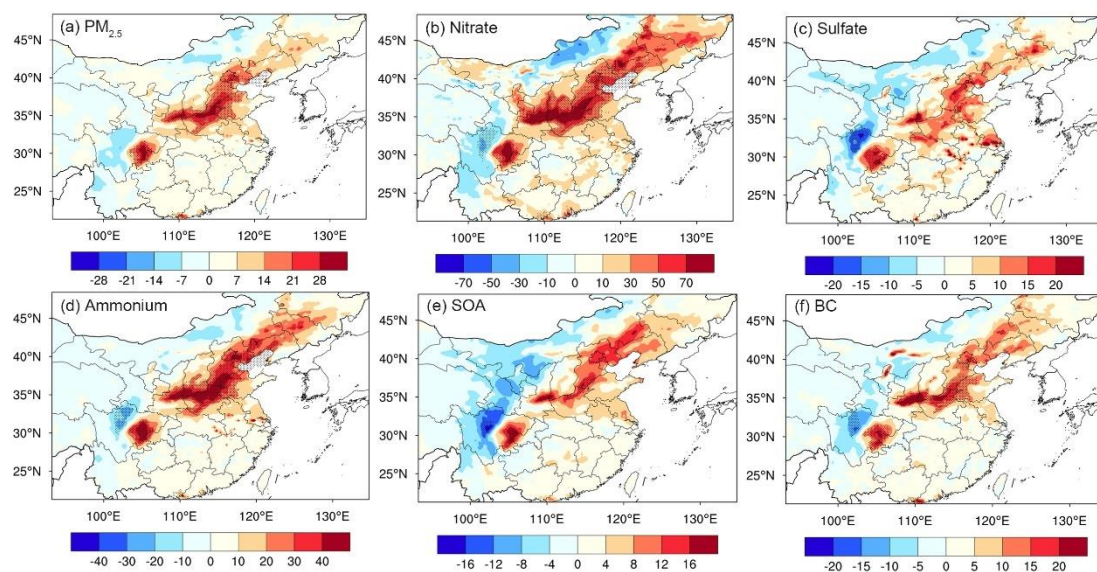 (a) PM2.5
45°N
40°N
35°N
30°N
25°N
100°E 110°E 120°E 130°E
-28 -21 -14 -7 0 7 14 21 28
(b) Nitrate
45°N
40°N
35°N
30°N
25°N
100°E 110°E 120°E 130°E
-70 -50 -30 -10 0 10 30 50 70
(c) Sulfate
45°N
40°N
35°N
30°N
25°N
100°E 110°E 120°E 130°E
-20 -15 -10 -5 0 5 10 15 20
(d) Ammonium
45°N
40°N
35°N
30°N
25°N
100°E 110°E 120°E 130°E
-40 -30 -20 -10 0 10 20 30 40
(e) SOA
45°N
40°N
35°N
30°N
25°N
100°E 110°E 120°E 130°E
-16 -12 -8 -4 0 4 8 12 16
(f) BC
45°N
40°N
35°N
30°N
25°N
100°E 110°E 120°E 130°E
-20 -15 -10 -5 0 5 10 15 20